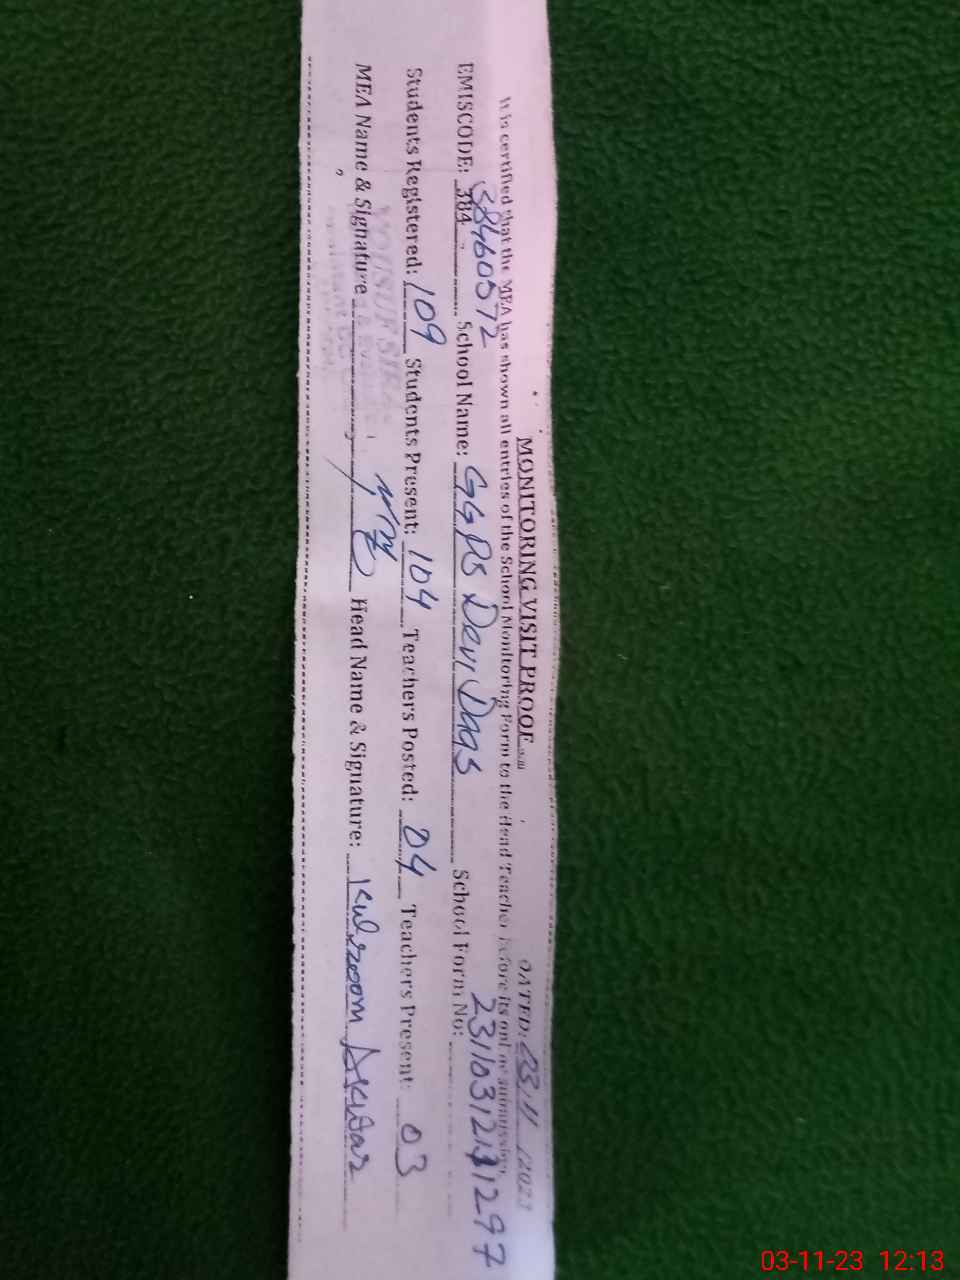 MONITORING VISIT PROOF
DATED: 03/11/2023
It is certified that the MEA has shown all entries of the School Monitoring Form to the Head Teacher before its online submission.
EMISCODE: 384 38460572 School Name: GGPS Devi Daas School Form No:
Students Registered: 109 Students Present: 104 Teachers Posted: 04 Teachers Present: 03
MEA Name & Signature Head Name & Signature: Kulsoom Akhtar
03-11-23 12:13